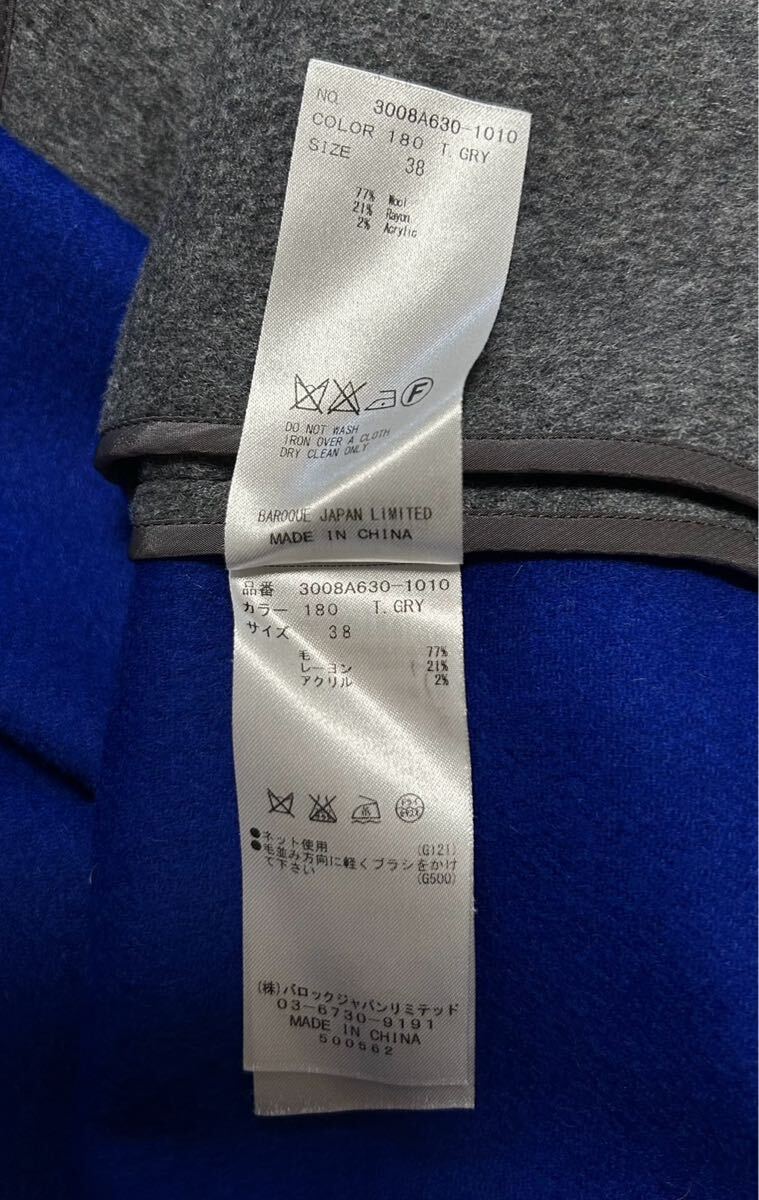 NO. 3008A630-1010
COLOR 180 T.GRY
SIZE 38
77% Wool
21% Rayon
2% Acrylic
F
DO NOT WASH
IRON OVER A CLOTH
DRY CLEAN ONLY
BAROQUE JAPAN LIMITED
MADE IN CHINA
品番 3008A630-1010
カラー 180 T.GRY
サイズ 38
毛 77%
レーヨン 21%
アクリル 2%
●ネット使用 (G121)
●毛並み方向に軽くブラシをかけ
て下さい (G500)
(株)バロックジャパンリミテッド
03-6730-9191
MADE IN CHINA
500562